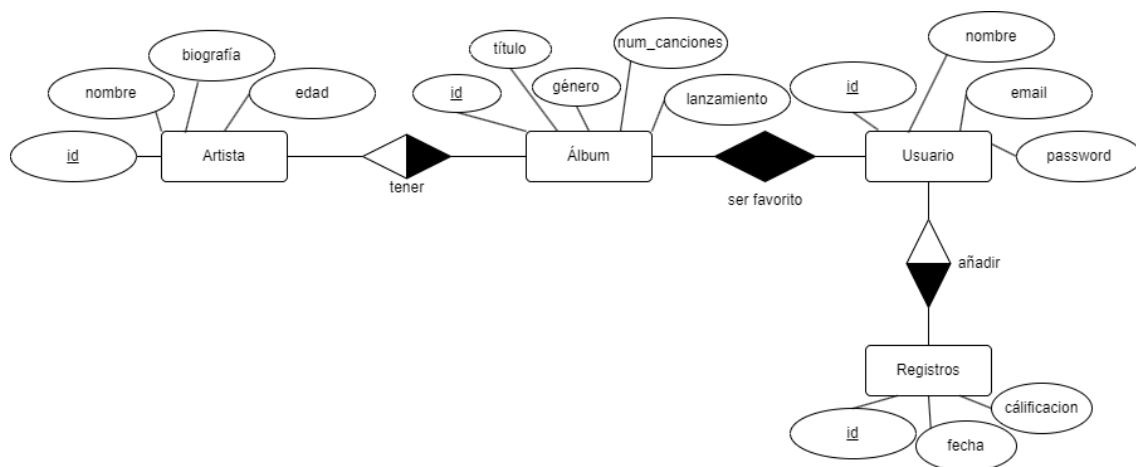 nombre
biografía
edad
id
Artista
tener
título
num_canciones
id
género
lanzamiento
Álbum
ser favorito
nombre
id
email
password
Usuario
añadir
Registros
id
fecha
cálificacion